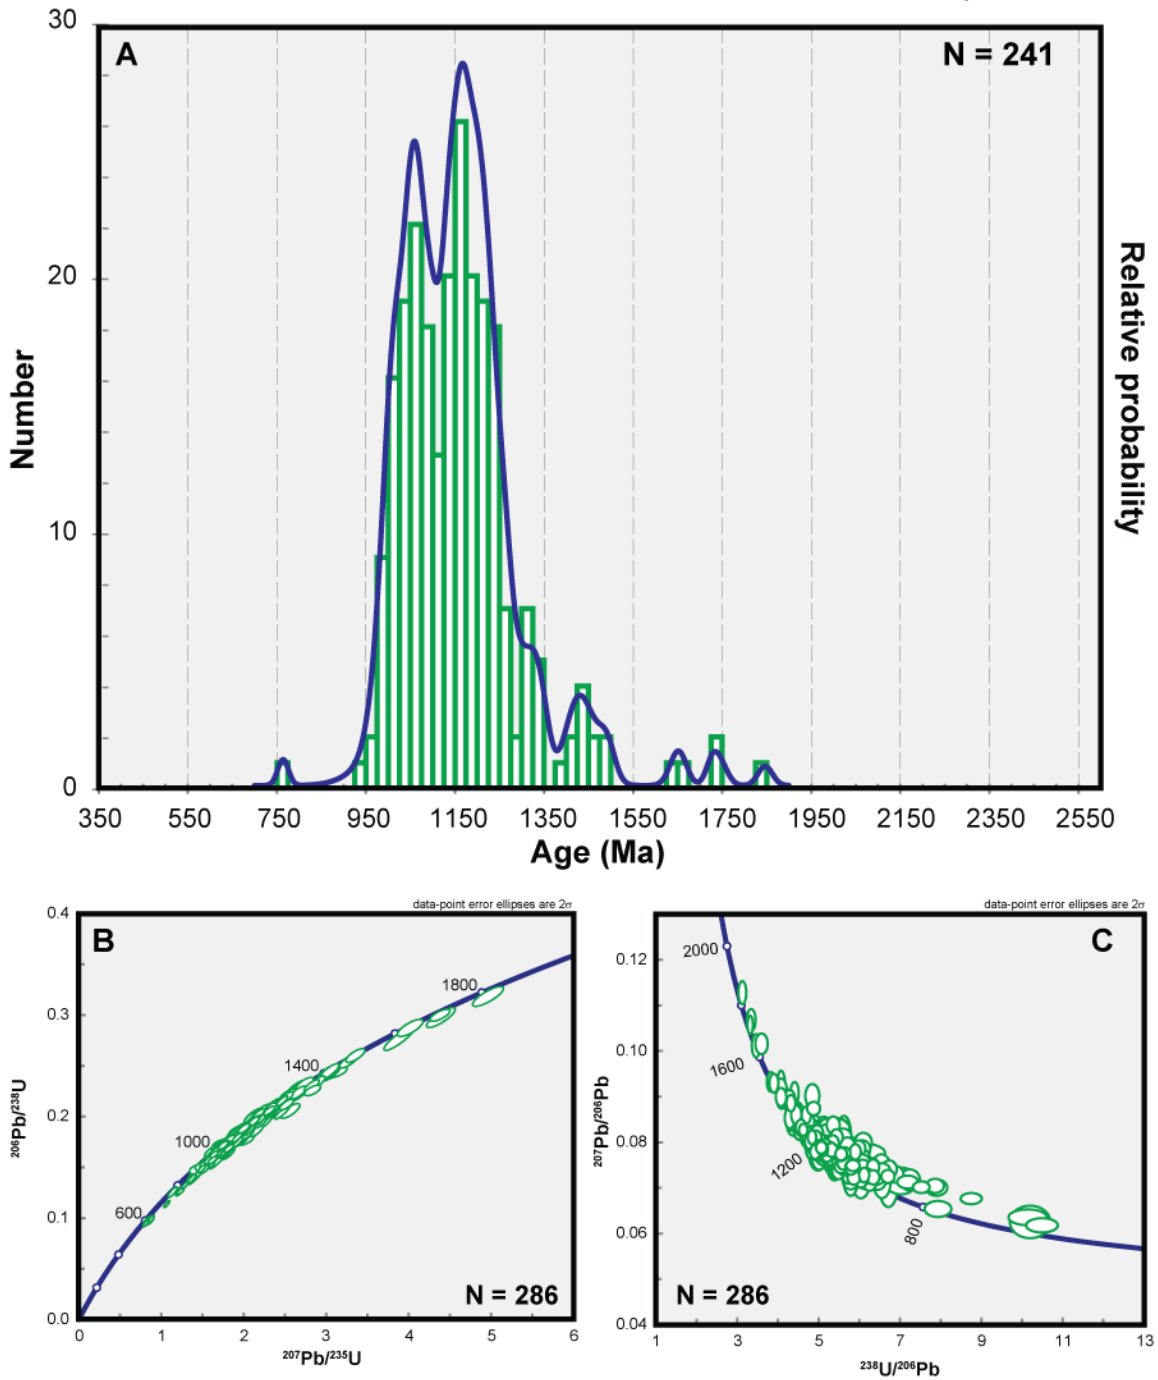 30
A
N = 241
20
10
0
Number
Relative probability
350 550 750 950 1150 1350 1550 1750 1950 2150 2350 2550
Age (Ma)
data-point error ellipses are 2σ
B
0.4
0.3
0.2
0.1
0.0
1800
1400
1000
600
N = 286
0 1 2 3 4 5 6
206Pb/238U
207Pb/235U
data-point error ellipses are 2σ
C
2000
0.12
0.10
1600
0.08
1200
0.06
800
0.04
N = 286
1 3 5 7 9 11 13
207Pb/206Pb
238U/206Pb